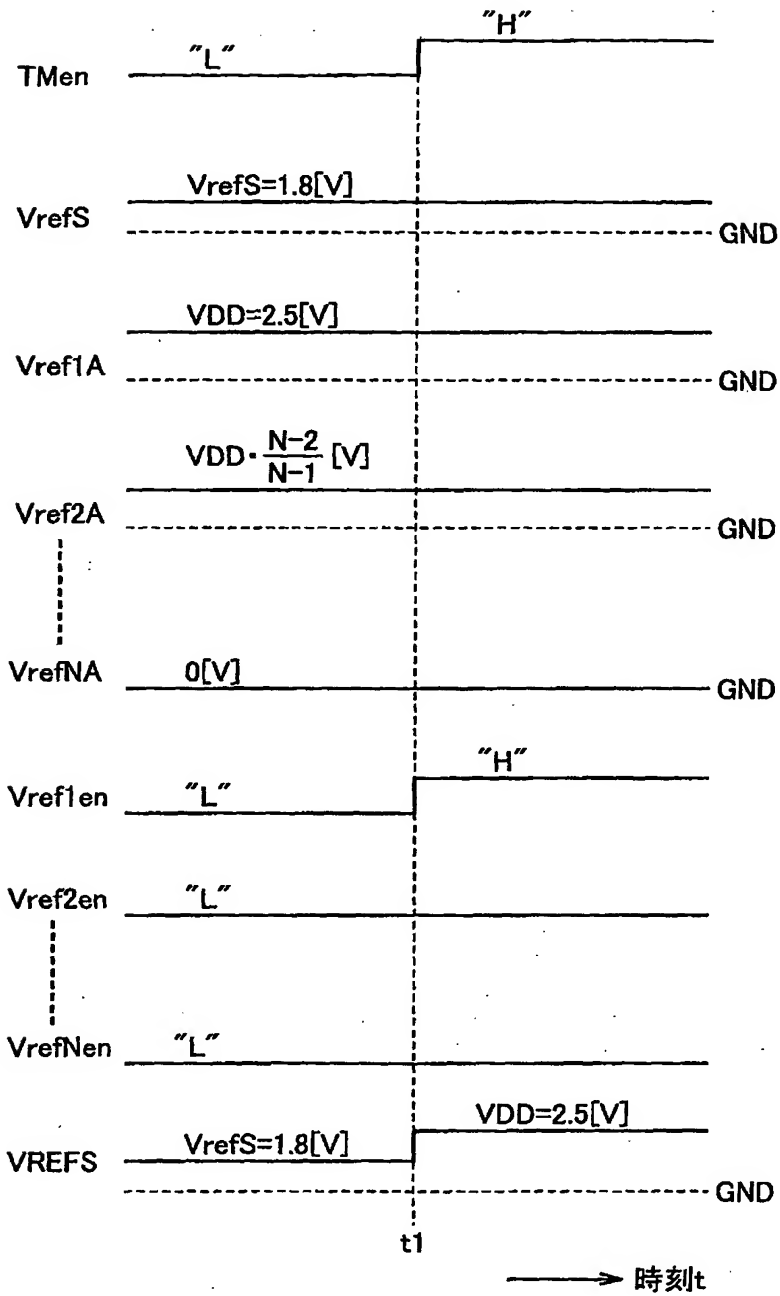 "H"
TMen "L"
VrefS=1.8[V]
VrefS GND
VDD=2.5[V]
Vref1A GND
VDD・N-2/N-1 [V]
Vref2A GND
VrefNA 0[V] GND
"H"
Vref1en "L"
Vref2en "L"
VrefNen "L"
VDD=2.5[V]
VREFS VrefS=1.8[V]
GND
t1
時刻t